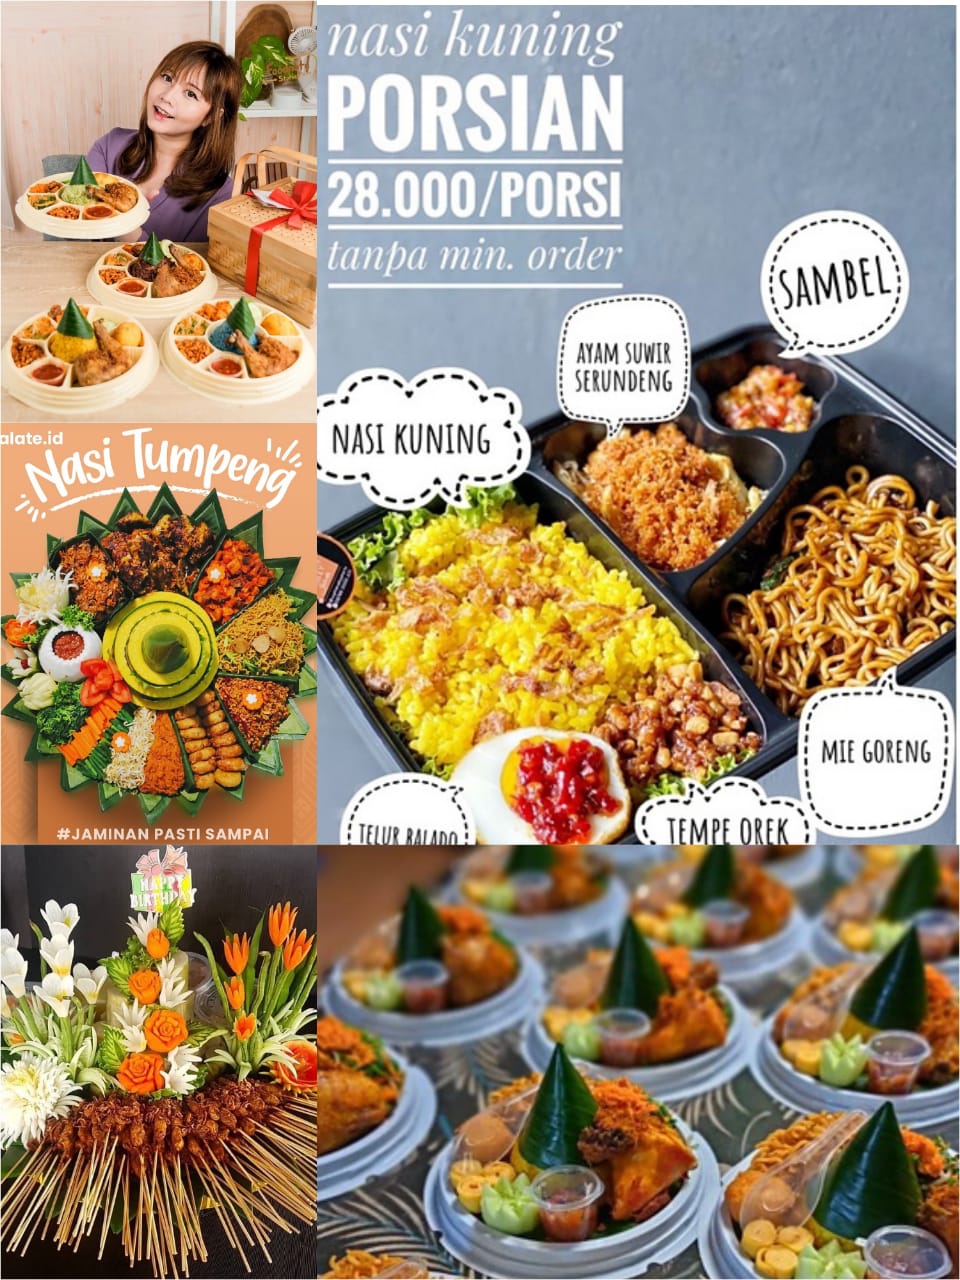 nasi kuning
PORSIAN
28.000/PORSI
tanpa min. order
SAMBEL
AYAM SUWIR
SERUNDENG
NASI KUNING
MIE GORENG
TELUR BALADO
TEMPE OREK
alate.id
Nasi Tumpeng
#JAMINAN PASTI SAMPAI
HAPPY
BIRTHDAY